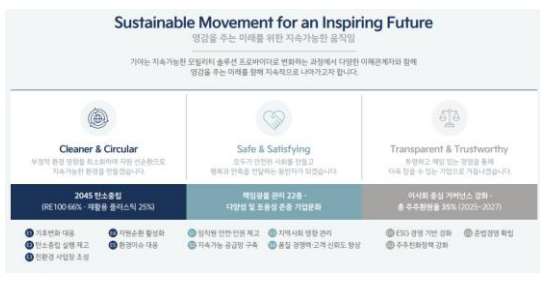 Sustainable Movement for an Inspiring Future
영감을 주는 미래를 위한 지속가능한 움직임
기아는 지속가능한 모빌리티 솔루션 프로바이더로 변화하는 과정에서 다양한 이해관계자와 함께
영감을 주는 미래를 향해 지속적으로 나아가고자 합니다.
Cleaner & Circular
부정적 환경 영향을 최소화하며 자원 선순환으로
지속가능한 환경을 만들겠습니다.
2045 탄소중립
(RE100 66% · 재활용 플라스틱 25%)
01 기후변화 대응
02 탄소중립 실행 제고
03 친환경 사업장 조성
04 자원순환 활성화
05 환경이슈 대응
Safe & Satisfying
모두가 안전한 사회를 만들고
행복과 만족을 전달하는 동반자가 되겠습니다.
책임광물 관리 22종 ·
다양성 및 포용성 존중 기업문화
임직원 안전·인권 제고
지속가능 공급망 구축
지역사회 영향 관리
품질 경쟁력·고객 신뢰도 향상
Transparent & Trustworthy
투명하고 책임 있는 경영을 통해
더욱 믿을 수 있는 기업으로 거듭나겠습니다.
이사회 중심 거버넌스 강화 ·
총 주주환원율 35% (2025~2027)
ESG 경영 기반 강화
주주친화정책 강화
준법경영 확립